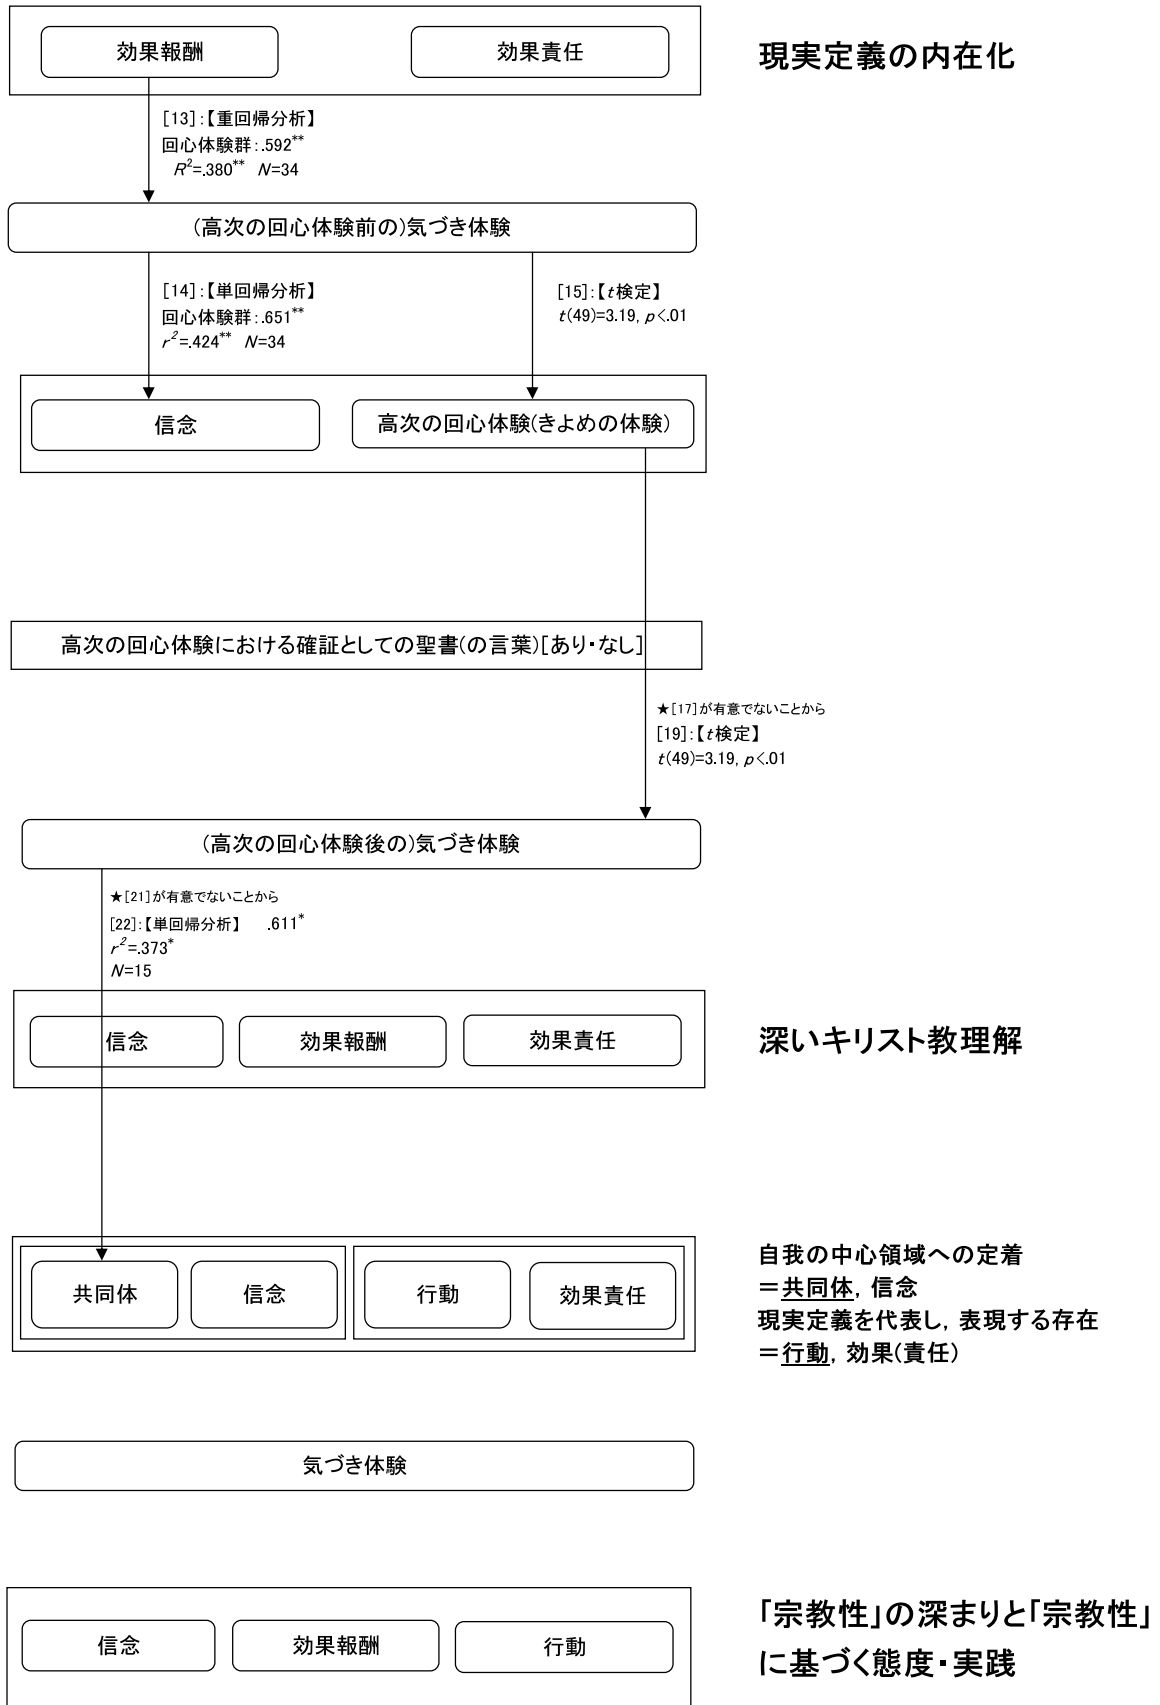 効果報酬
効果責任
現実定義の内在化
[13]:【重回帰分析】
回心体験群:.592**
R²=.380** N=34
(高次の回心体験前の)気づき体験
[14]:【単回帰分析】
回心体験群:.651**
r²=.424** N=34
[15]:【t検定】
t(49)=3.19, p<.01
信念
高次の回心体験(きよめの体験)
高次の回心体験における確証としての聖書(の言葉)[あり・なし]
★[17]が有意でないことから
[19]:【t検定】
t(49)=3.19, p<.01
(高次の回心体験後の)気づき体験
★[21]が有意でないことから
[22]:【単回帰分析】 .611*
r²=.373*
N=15
信念
効果報酬
効果責任
深いキリスト教理解
共同体
信念
行動
効果責任
自我の中心領域への定着
=共同体, 信念
現実定義を代表し, 表現する存在
=行動, 効果(責任)
気づき体験
信念
効果報酬
行動
「宗教性」の深まりと「宗教性」
に基づく態度・実践